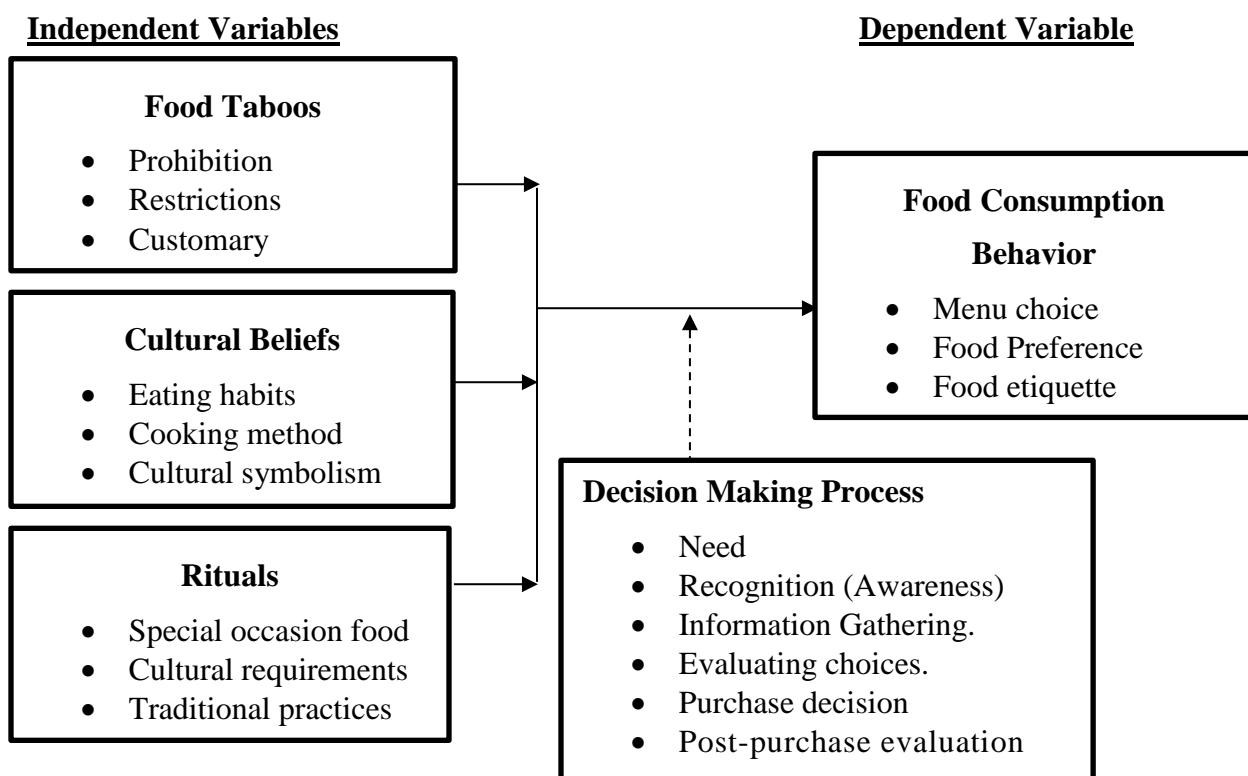 Independent Variables
Dependent Variable
Food Taboos
• Prohibition
• Restrictions
• Customary
Cultural Beliefs
• Eating habits
• Cooking method
• Cultural symbolism
Rituals
• Special occasion food
• Cultural requirements
• Traditional practices
Food Consumption
Behavior
• Menu choice
• Food Preference
• Food etiquette
Decision Making Process
• Need
• Recognition (Awareness)
• Information Gathering.
• Evaluating choices.
• Purchase decision
• Post-purchase evaluation